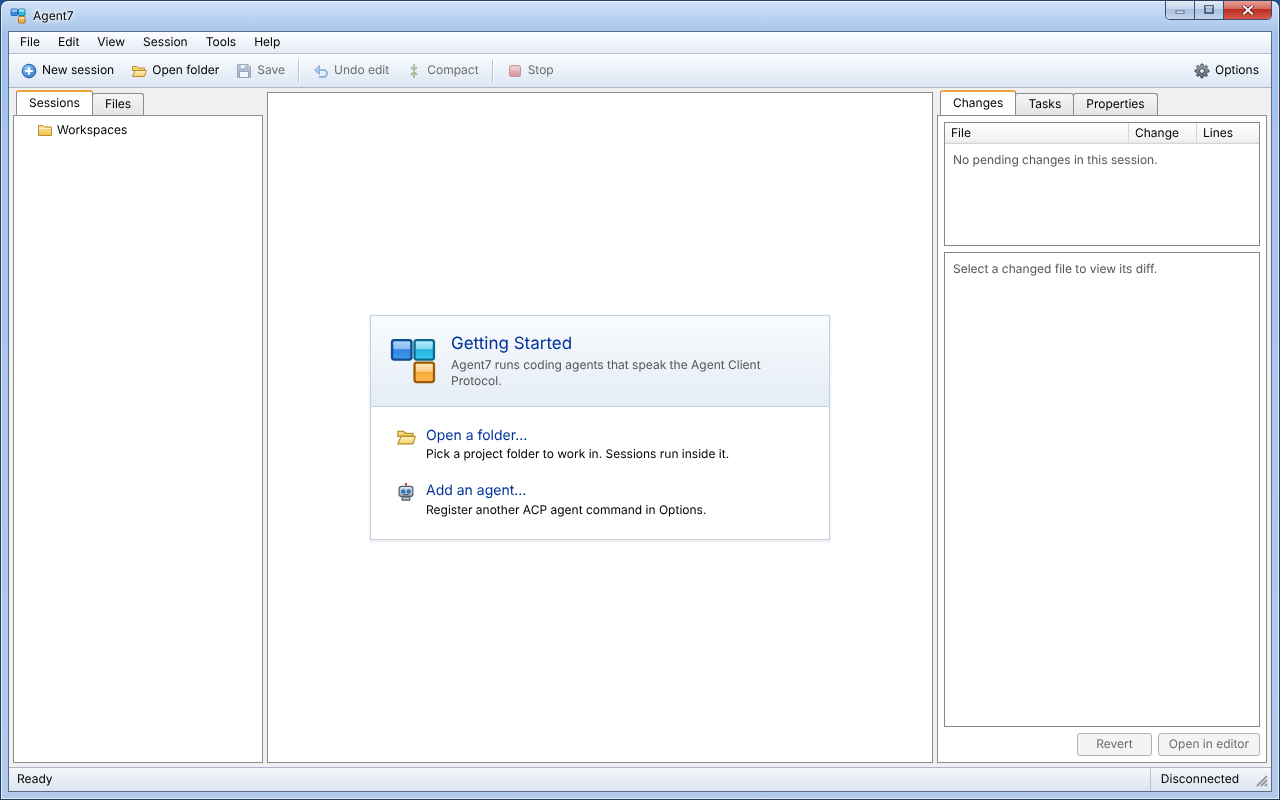 Agent7
File Edit View Session Tools Help
New session Open folder Save Undo edit Compact Stop Options
Sessions Files
Workspaces
Getting Started
Agent7 runs coding agents that speak the Agent Client
Protocol.
Open a folder...
Pick a project folder to work in. Sessions run inside it.
Add an agent...
Register another ACP agent command in Options.
Changes Tasks Properties
File Change Lines
No pending changes in this session.
Select a changed file to view its diff.
Revert Open in editor
Ready Disconnected